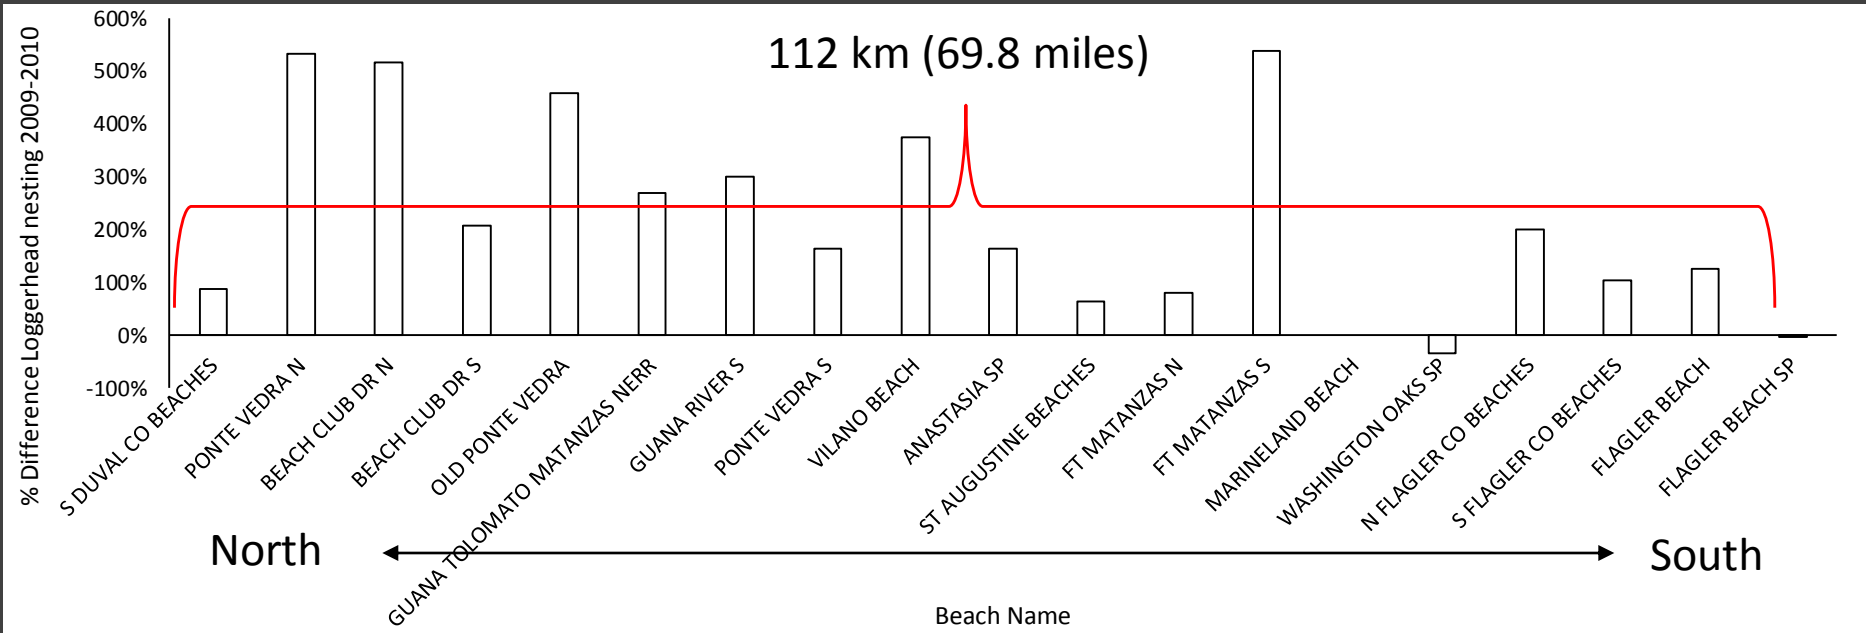 % Difference Loggerhead nesting 2009-2010
600%
500%
400%
300%
200%
100%
0%
-100%
112 km (69.8 miles)
S DUVAL CO BEACHES
PONTE VEDRA N
BEACH CLUB DR N
BEACH CLUB DR S
OLD PONTE VEDRA
GUANA TOLOMATO MATANZAS NERR
GUANA RIVER S
PONTE VEDRA S
VILANO BEACH
ANASTASIA SP
ST AUGUSTINE BEACHES
FT MATANZAS N
FT MATANZAS S
MARINELAND BEACH
WASHINGTON OAKS SP
N FLAGLER CO BEACHES
S FLAGLER CO BEACHES
FLAGLER BEACH
FLAGLER BEACH SP
North
South
Beach Name